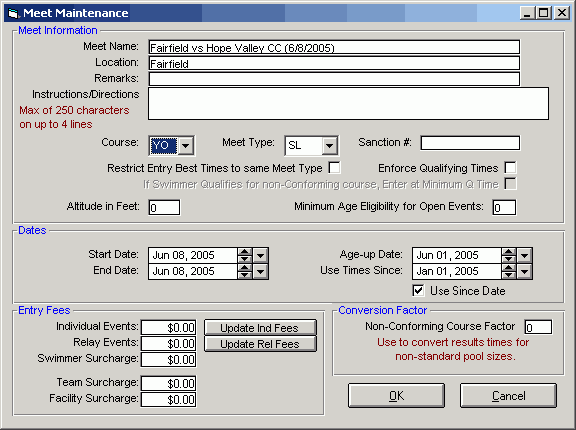 Meet Maintenance
Meet Information
Meet Name: Fairfield vs Hope Valley CC (6/8/2005)
Location: Fairfield
Remarks:
Instructions/Directions
Max of 250 characters
on up to 4 lines
Course: YO Meet Type: SL Sanction #:
Restrict Entry Best Times to same Meet Type Enforce Qualifying Times
If Swimmer Qualifies for non-Conforming course, Enter at Minimum Q Time
Altitude in Feet: 0 Minimum Age Eligibility for Open Events: 0
Dates
Start Date: Jun 08, 2005 Age-up Date: Jun 01, 2005
End Date: Jun 08, 2005 Use Times Since: Jan 01, 2005
Use Since Date
Entry Fees
Individual Events: $0.00 Update Ind Fees
Relay Events: $0.00 Update Rel Fees
Swimmer Surcharge: $0.00
Team Surcharge: $0.00
Facility Surcharge: $0.00
Conversion Factor
Non-Conforming Course Factor 0
Use to convert results times for
non-standard pool sizes.
OK Cancel